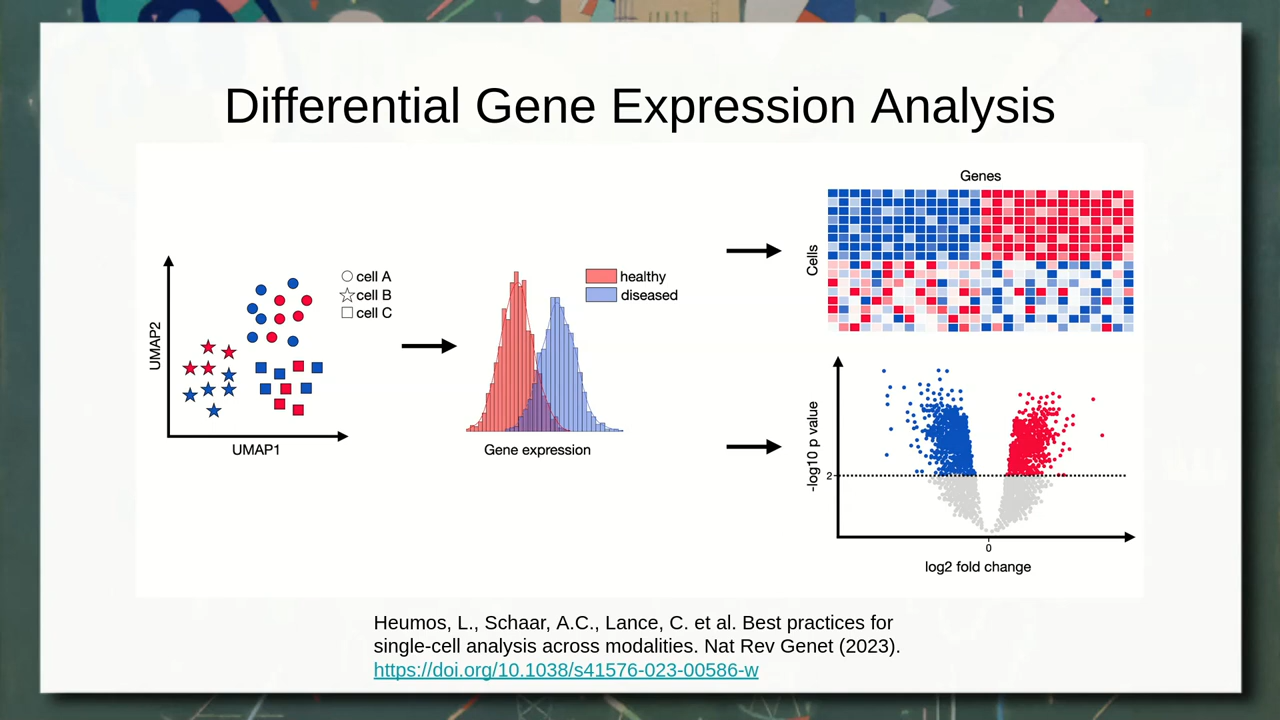 Differential Gene Expression Analysis
UMAP2
UMAP1
cell A
cell B
cell C
healthy
diseased
Gene expression
Genes
Cells
-log10 p value
2
0
log2 fold change
Heumos, L., Schaar, A.C., Lance, C. et al. Best practices for
single-cell analysis across modalities. Nat Rev Genet (2023).
https://doi.org/10.1038/s41576-023-00586-w